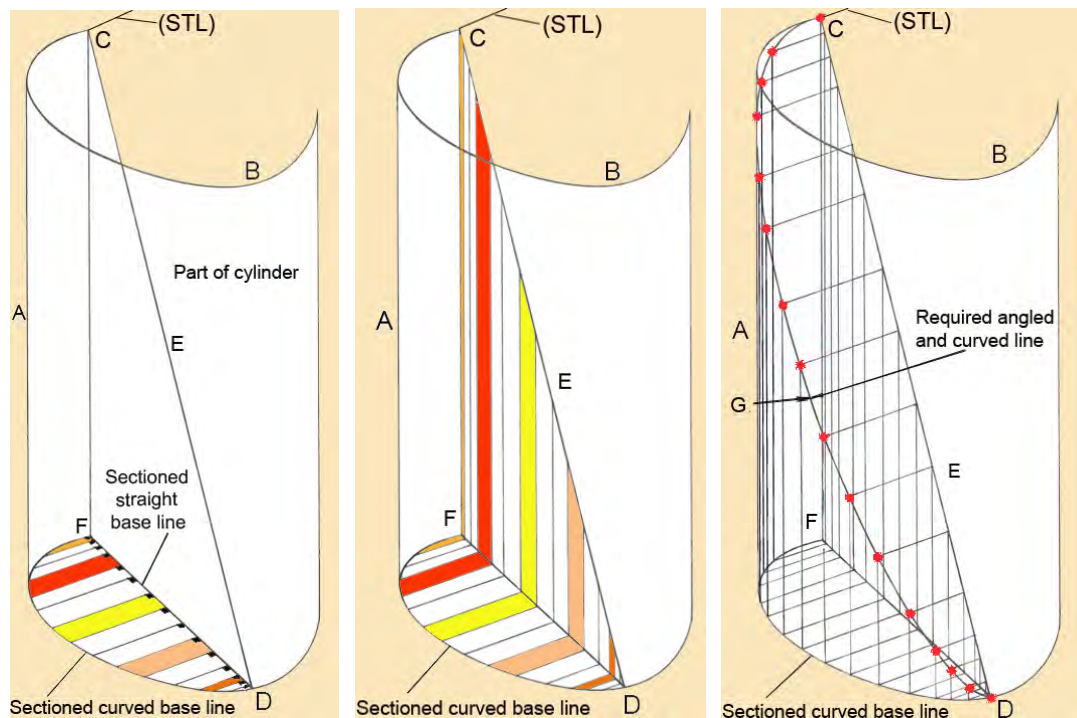 (STL)
C
B
Part of cylinder
A
E
Sectioned
straight
base line
F
D
Sectioned curved base line
(STL)
C
B
A
E
F
D
Sectioned curved base line
(STL)
C
B
Required angled
and curved line
A
G
E
F
D
Sectioned curved base line